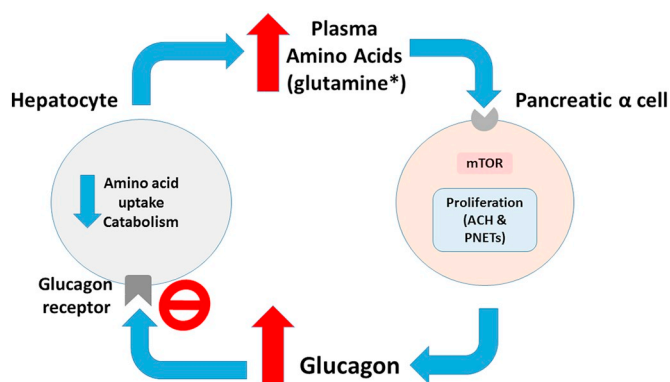 Plasma
Amino Acids
(glutamine*)
Hepatocyte
Pancreatic α cell
Amino acid
uptake
Catabolism
mTOR
Proliferation
(ACH &
PNETs)
Glucagon
receptor
Glucagon